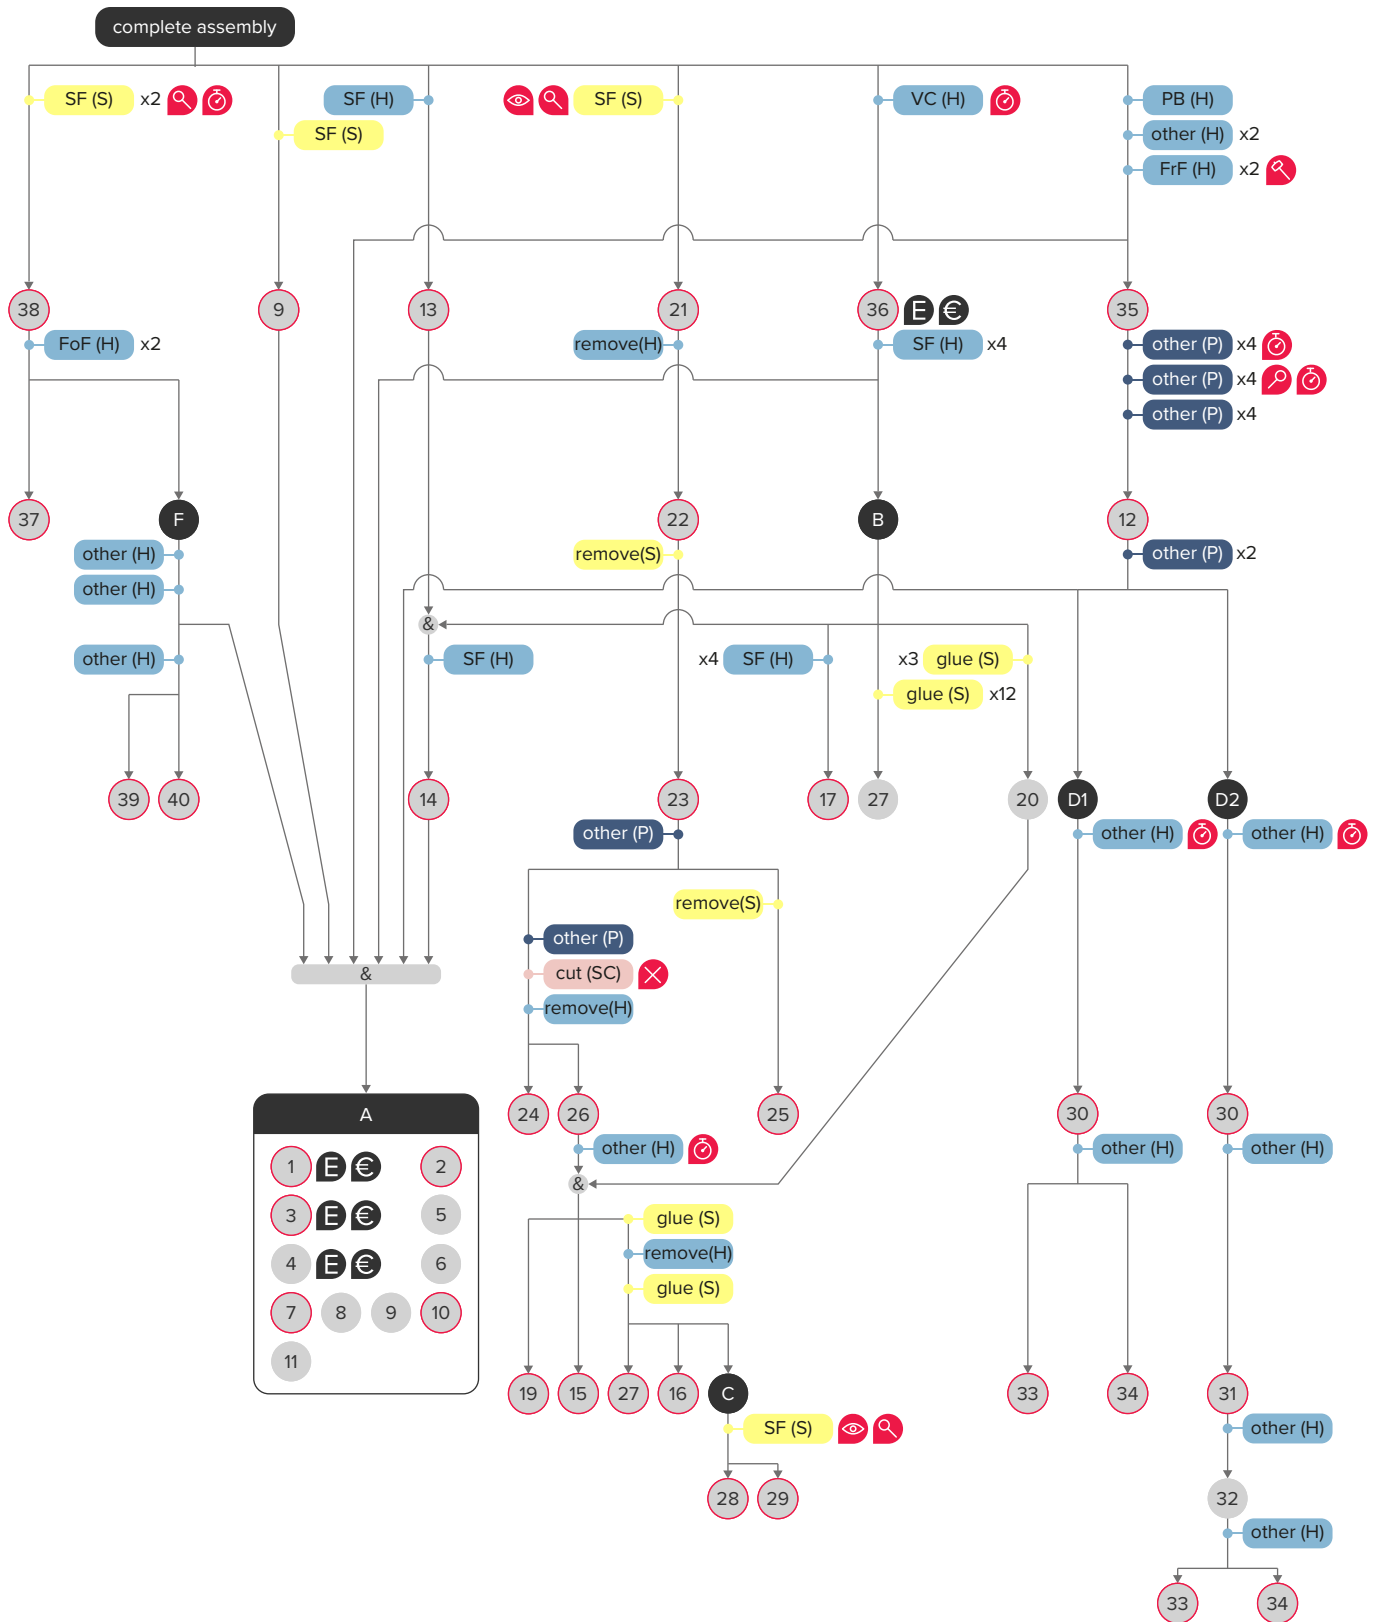 complete assembly
SF (S) x2
SF (H)
SF (S)
VC (H)
PB (H)
SF (S)
other (H) x2
FrF (H) x2
38
9
13
21
36 E €
35
FoF (H) x2
remove(H)
SF (H) x4
other (P) x4
other (P) x4
other (P) x4
37
F
22
B
12
other (H)
remove(S)
other (P) x2
other (H)
&
other (H)
SF (H)
x4 SF (H)
x3 glue (S)
glue (S) x12
39
40
14
23
17
27
20
D1
D2
other (P)
other (H)
other (H)
remove(S)
other (P)
&
cut (SC)
remove(H)
A
24
26
25
30
30
other (H)
other (H)
other (H)
1 E € 2
&
3 E € 5
glue (S)
4 E € 6
remove(H)
glue (S)
7 8 9 10
11
19
15
27
16
C
33
34
31
SF (S)
other (H)
28
29
32
other (H)
33
34